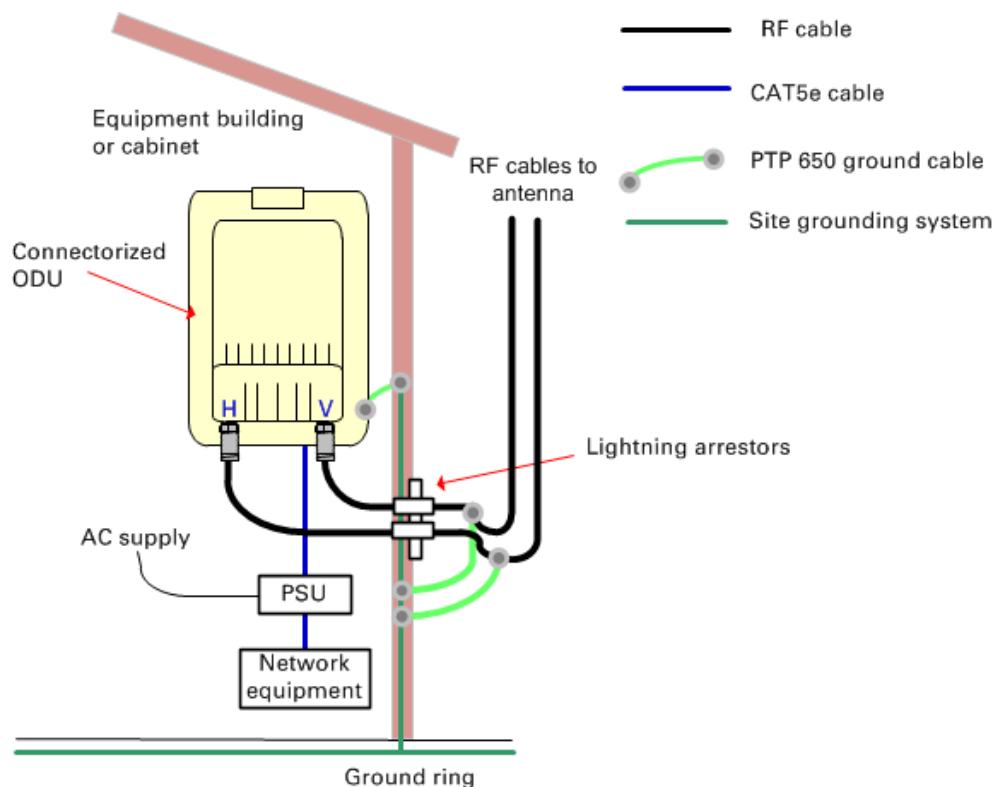 RF cable
CAT5e cable
PTP 650 ground cable
Site grounding system
Equipment building
or cabinet
RF cables to
antenna
Connectorized
ODU
H
V
Lightning arrestors
AC supply
PSU
Network
equipment
Ground ring